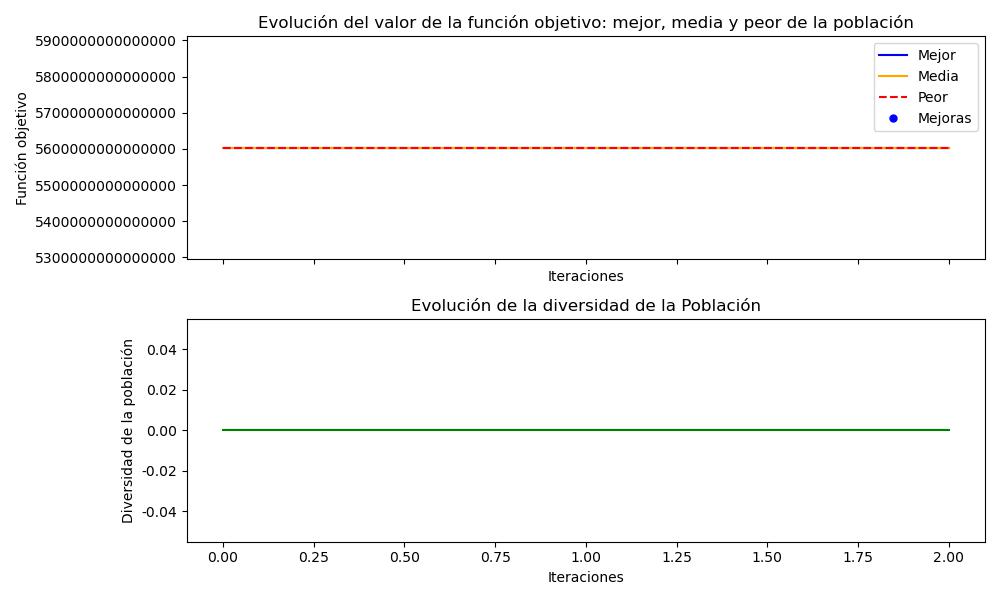 Evolución del valor de la función objetivo: mejor, media y peor de la población
Función objetivo
5900000000000000
5800000000000000
5700000000000000
5600000000000000
5500000000000000
5400000000000000
5300000000000000
Mejor
Media
Peor
Mejoras
Iteraciones
Evolución de la diversidad de la Población
Diversidad de la población
0.04
0.02
0.00
-0.02
-0.04
0.00 0.25 0.50 0.75 1.00 1.25 1.50 1.75 2.00
Iteraciones